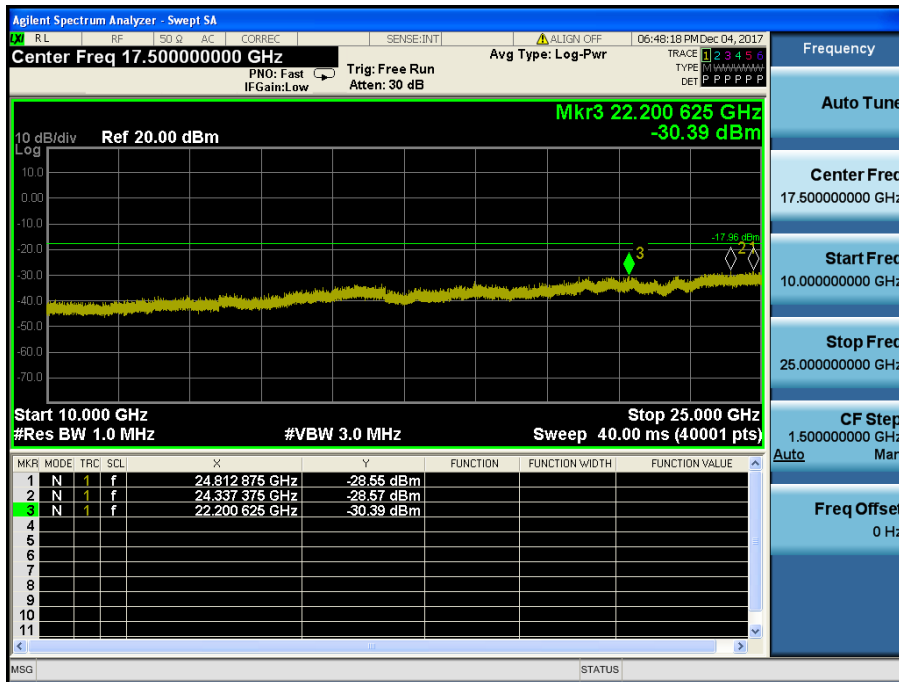 Agilent Spectrum Analyzer - Swept SA
LXI RL RF 50 Ω AC CORREC SENSE:INT ALIGN OFF 06:48:18 PM Dec 04, 2017
Center Freq 17.500000000 GHz
PNO: Fast
IFGain:Low
Trig: Free Run
Atten: 30 dB
Avg Type: Log-Pwr
TRACE 1 2 3 4 5 6
TYPE M W W W W W
DET P P P P P P
Mkr3 22.200 625 GHz
-30.39 dBm
10 dB/div Ref 20.00 dBm
Log
10.0
0.00
-10.0
-20.0
-30.0
-40.0
-50.0
-60.0
-70.0
-17.96 dBm
3
2
1
Start 10.000 GHz Stop 25.000 GHz
#Res BW 1.0 MHz #VBW 3.0 MHz Sweep 40.00 ms (40001 pts)
MKR MODE TRC SCL X Y FUNCTION FUNCTION WIDTH FUNCTION VALUE
1 N 1 f 24.812 875 GHz -28.55 dBm
2 N 1 f 24.337 375 GHz -28.57 dBm
3 N 1 f 22.200 625 GHz -30.39 dBm
4
5
6
7
8
9
10
11
MSG STATUS
Frequency
Auto Tune
Center Freq
17.500000000 GHz
Start Freq
10.000000000 GHz
Stop Freq
25.000000000 GHz
CF Step
1.500000000 GHz
Auto Man
Freq Offset
0 Hz